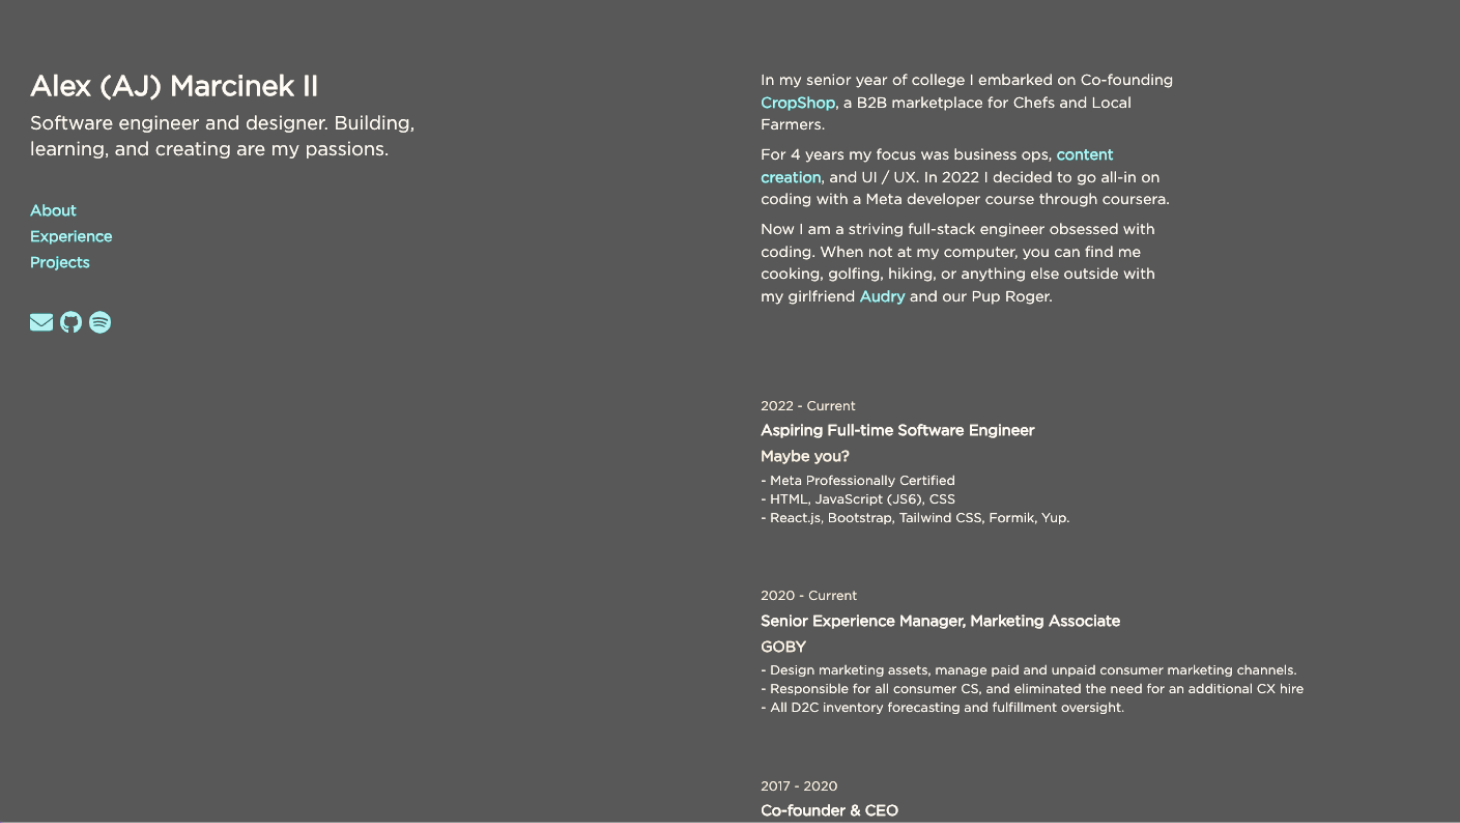 Alex (AJ) Marcinek II
Software engineer and designer. Building,
learning, and creating are my passions.
About
Experience
Projects
In my senior year of college I embarked on Co-founding
CropShop, a B2B marketplace for Chefs and Local
Farmers.
For 4 years my focus was business ops, content
creation, and UI / UX. In 2022 I decided to go all-in on
coding with a Meta developer course through coursera.
Now I am a striving full-stack engineer obsessed with
coding. When not at my computer, you can find me
cooking, golfing, hiking, or anything else outside with
my girlfriend Audry and our Pup Roger.
2022 - Current
Aspiring Full-time Software Engineer
Maybe you?
- Meta Professionally Certified
- HTML, JavaScript (JS6), CSS
- React.js, Bootstrap, Tailwind CSS, Formik, Yup.
2020 - Current
Senior Experience Manager, Marketing Associate
GOBY
- Design marketing assets, manage paid and unpaid consumer marketing channels.
- Responsible for all consumer CS, and eliminated the need for an additional CX hire
- All D2C inventory forecasting and fulfillment oversight.
2017 - 2020
Co-founder & CEO